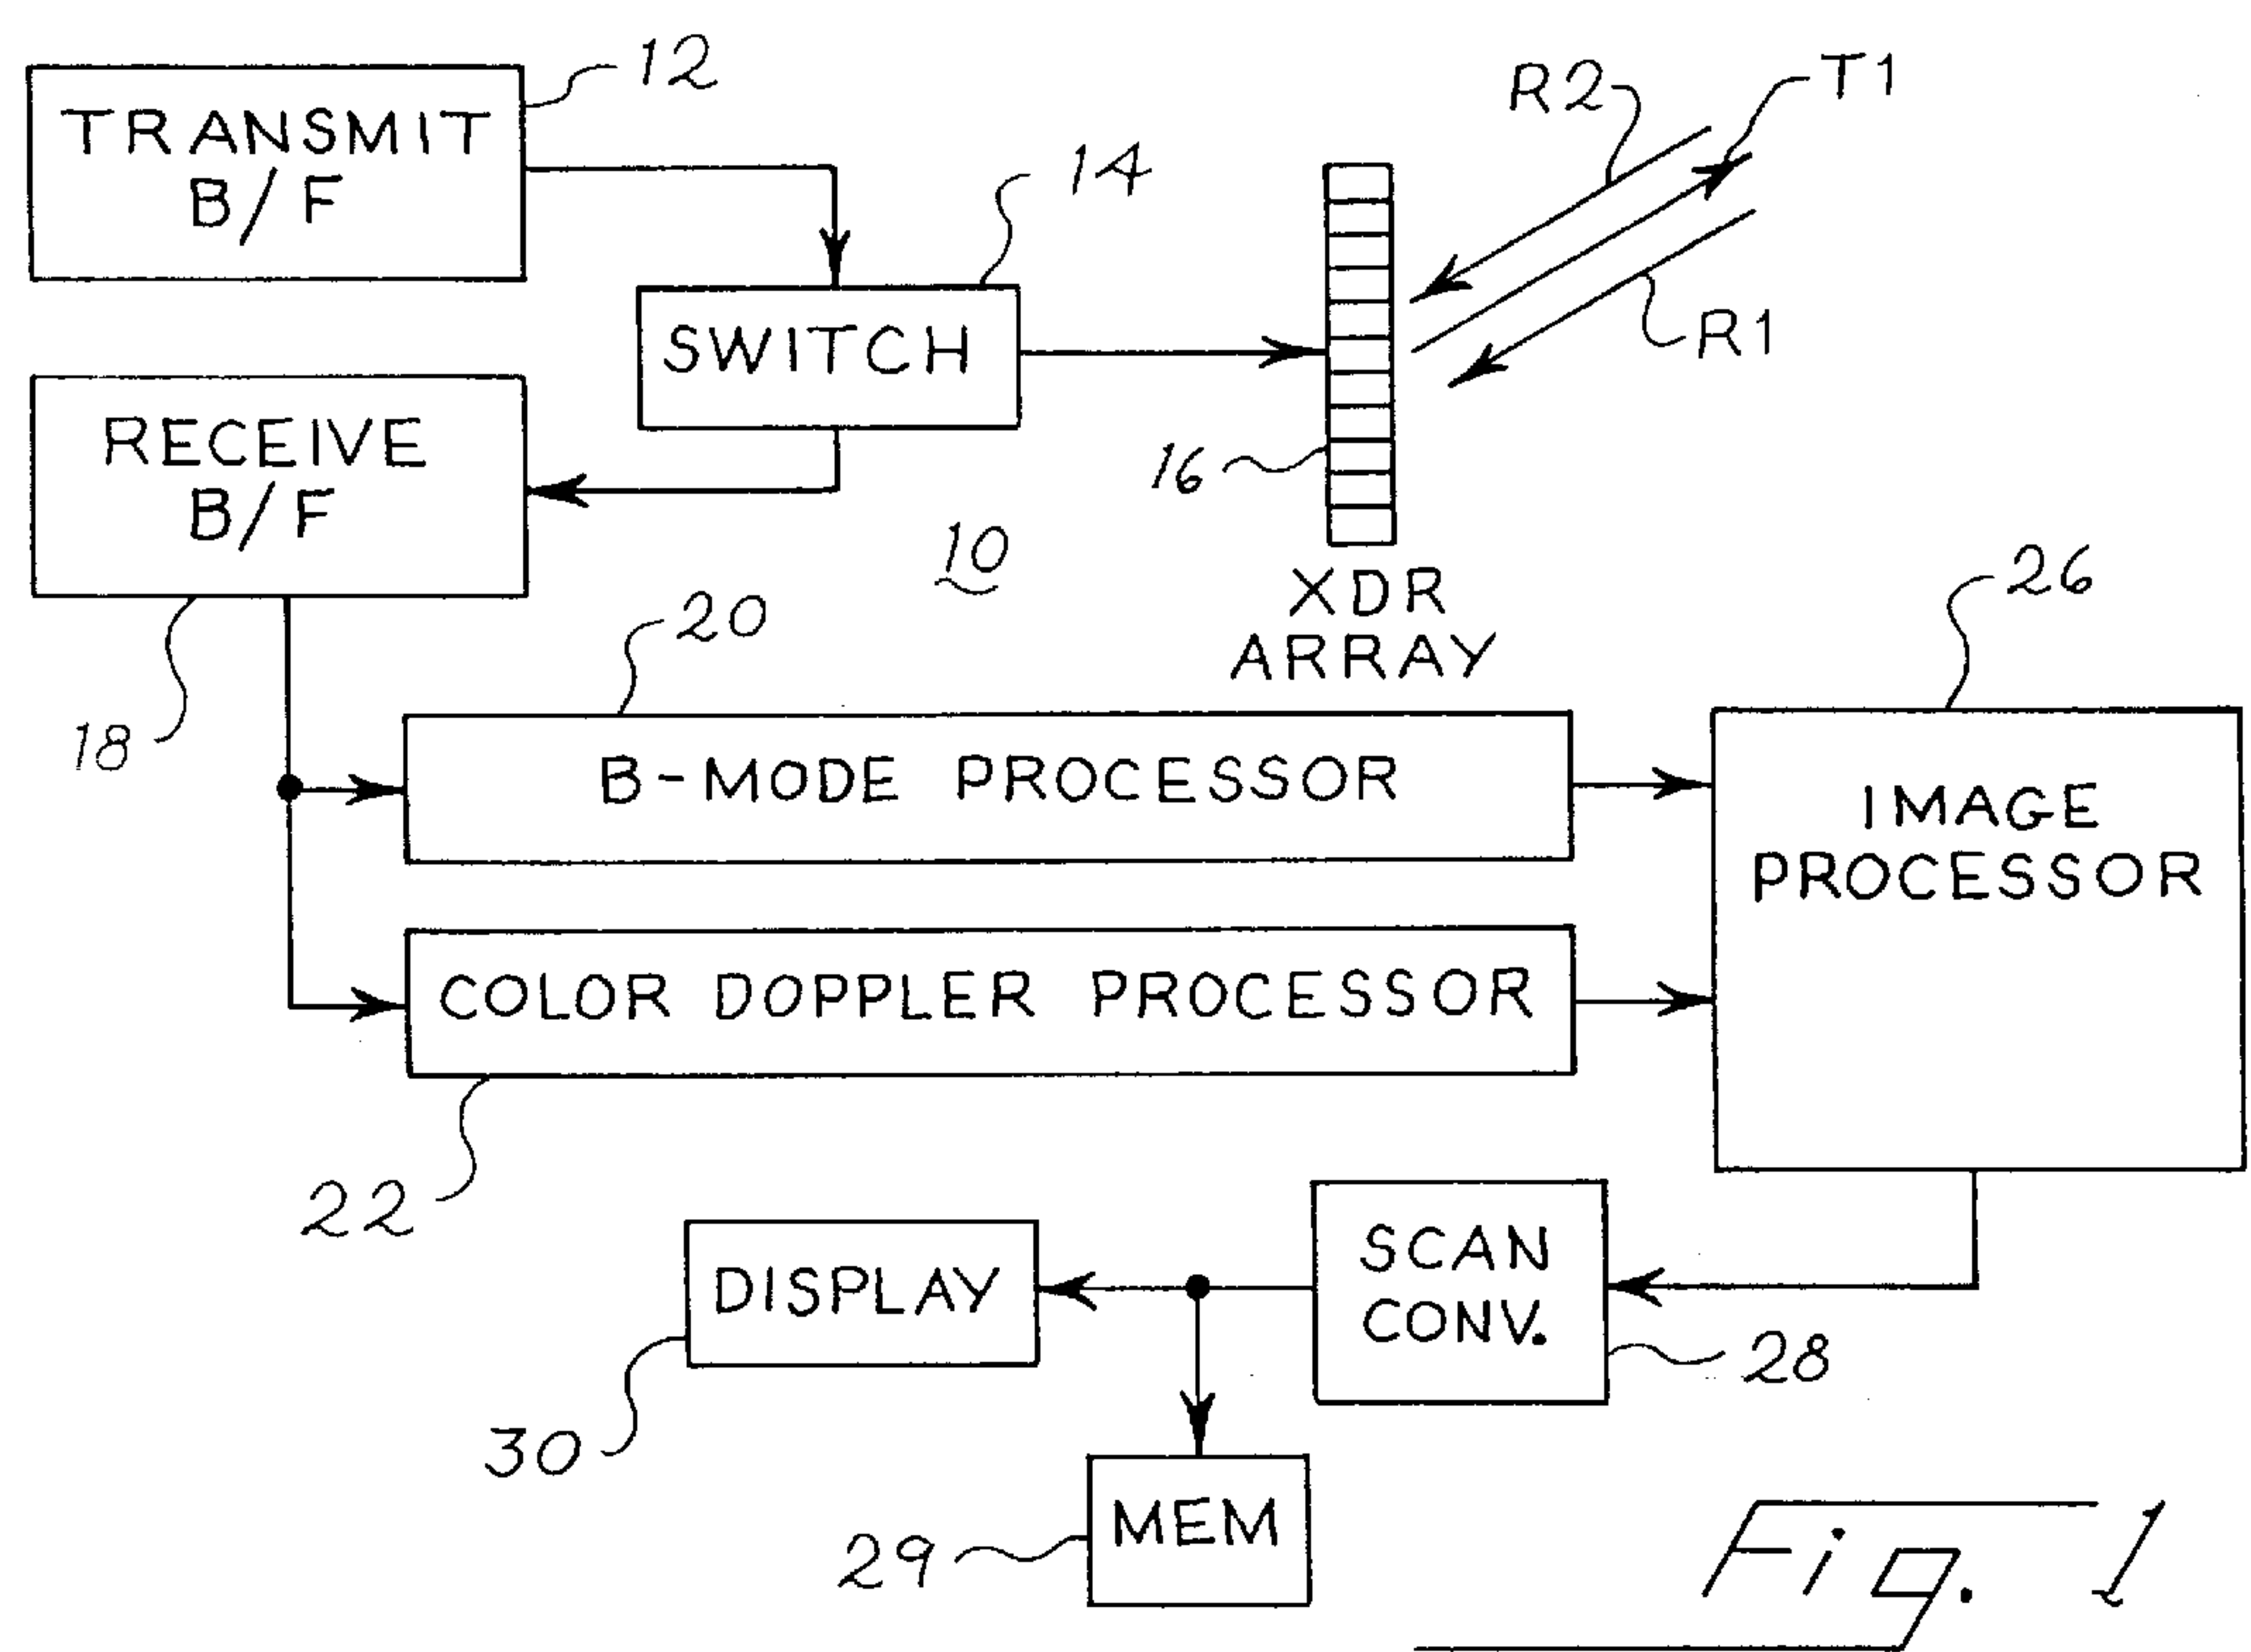 12
TRANSMIT
B/F
R2
T1
14
SWITCH
R1
RECEIVE
B/F
16
10
XDR
ARRAY
18
20
26
B-MODE PROCESSOR
IMAGE
PROCESSOR
COLOR DOPPLER PROCESSOR
22
SCAN
CONV.
DISPLAY
28
30
MEM
29
Fig. 1